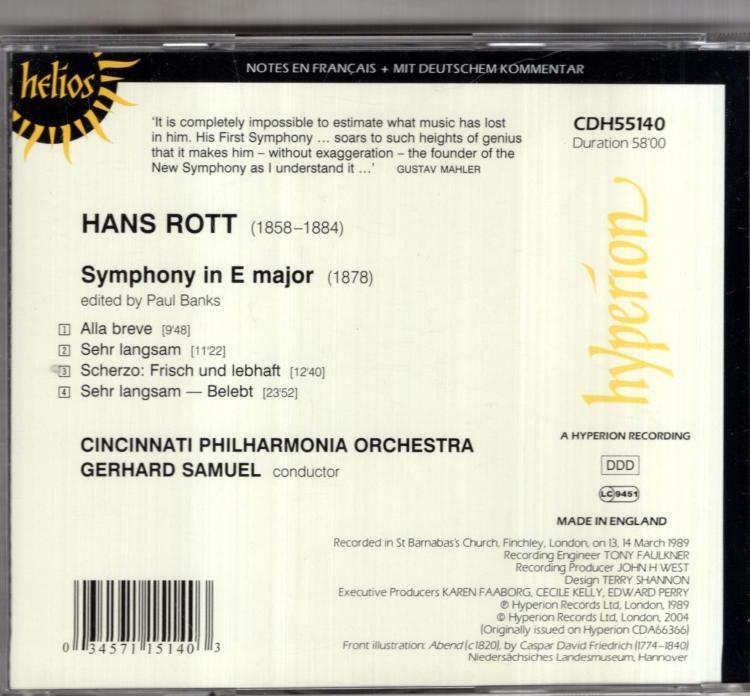 helios
NOTES EN FRANÇAIS + MIT DEUTSCHEM KOMMENTAR
'It is completely impossible to estimate what music has lost
in him. His First Symphony ... soars to such heights of genius
that it makes him – without exaggeration – the founder of the
New Symphony as I understand it ...' GUSTAV MAHLER
CDH55140
Duration 58'00
HANS ROTT (1858–1884)
Symphony in E major (1878)
edited by Paul Banks
1 Alla breve [9'48]
2 Sehr langsam [11'22]
3 Scherzo: Frisch und lebhaft [12'40]
4 Sehr langsam — Belebt [23'52]
CINCINNATI PHILHARMONIA ORCHESTRA
GERHARD SAMUEL conductor
hyperion
A HYPERION RECORDING
DDD
LC 9451
MADE IN ENGLAND
Recorded in St Barnabas's Church, Finchley, London, on 13, 14 March 1989
Recording Engineer TONY FAULKNER
Recording Producer JOHN H WEST
Design TERRY SHANNON
Executive Producers KAREN FAABORG, CECILE KELLY, EDWARD PERRY
℗ Hyperion Records Ltd, London, 1989
© Hyperion Records Ltd, London, 2004
(Originally issued on Hyperion CDA66366)
Front illustration: Abend (c1820), by Caspar David Friedrich (1774–1840)
Niedersächsisches Landesmuseum, Hannover
0 34571 15140 3